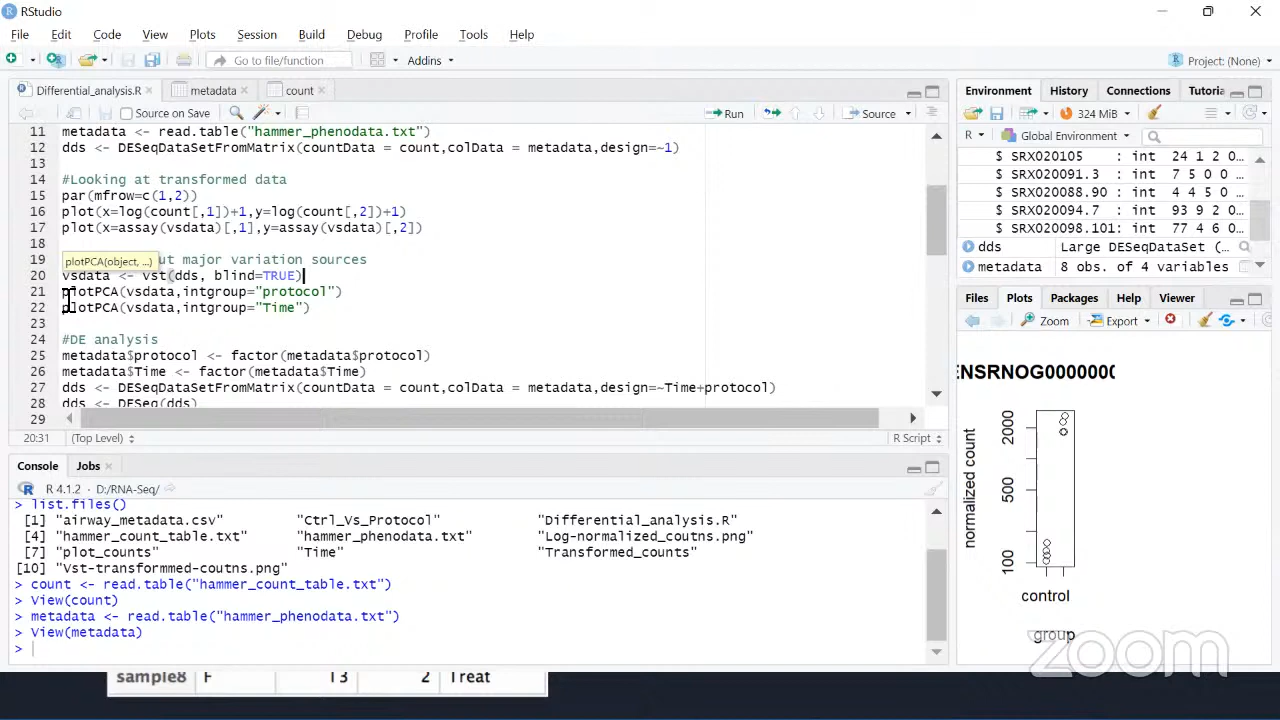 RStudio
File Edit Code View Plots Session Build Debug Profile Tools Help
Go to file/function Addins Project: (None)
Differential_analysis.R metadata count
Source on Save Run Source
11 metadata <- read.table("hammer_phenodata.txt")
12 dds <- DESeqDataSetFromMatrix(countData = count,colData = metadata,design=~1)
13
14 #Looking at transformed data
15 par(mfrow=c(1,2))
16 plot(x=log(count[,1])+1,y=log(count[,2])+1)
17 plot(x=assay(vsdata)[,1],y=assay(vsdata)[,2])
18
19 plotPCA(object, ...) ut major variation sources
20 vsdata <- vst(dds, blind=TRUE)
21 plotPCA(vsdata,intgroup="protocol")
22 plotPCA(vsdata,intgroup="Time")
23
24 #DE analysis
25 metadata$protocol <- factor(metadata$protocol)
26 metadata$Time <- factor(metadata$Time)
27 dds <- DESeqDataSetFromMatrix(countData = count,colData = metadata,design=~Time+protocol)
28 dds <- DESeq(dds)
29
20:31 (Top Level) R Script
Console Jobs
R 4.1.2 · D:/RNA-Seq/
> list.files()
[1] "airway_metadata.csv" "Ctrl_Vs_Protocol" "Differential_analysis.R"
[4] "hammer_count_table.txt" "hammer_phenodata.txt" "Log-normalized_coutns.png"
[7] "plot_counts" "Time" "Transformed_counts"
[10] "Vst-transformmed-coutns.png"
> count <- read.table("hammer_count_table.txt")
> View(count)
> metadata <- read.table("hammer_phenodata.txt")
> View(metadata)
>
Environment History Connections Tutoria
324 MiB
R Global Environment
$ SRX020105 : int 24 1 2 0…
$ SRX020091.3 : int 7 5 0 0…
$ SRX020088.90 : int 4 4 5 0…
$ SRX020094.7 : int 93 9 2 0…
$ SRX020098.101: int 77 4 6 0…
dds Large DESeqDataSet (…
metadata 8 obs. of 4 variables
Files Plots Packages Help Viewer
Zoom Export
ENSRNOG0000000
normalized count
2000
500
100
control
group
zoom
sample8 F T3 2 Treat